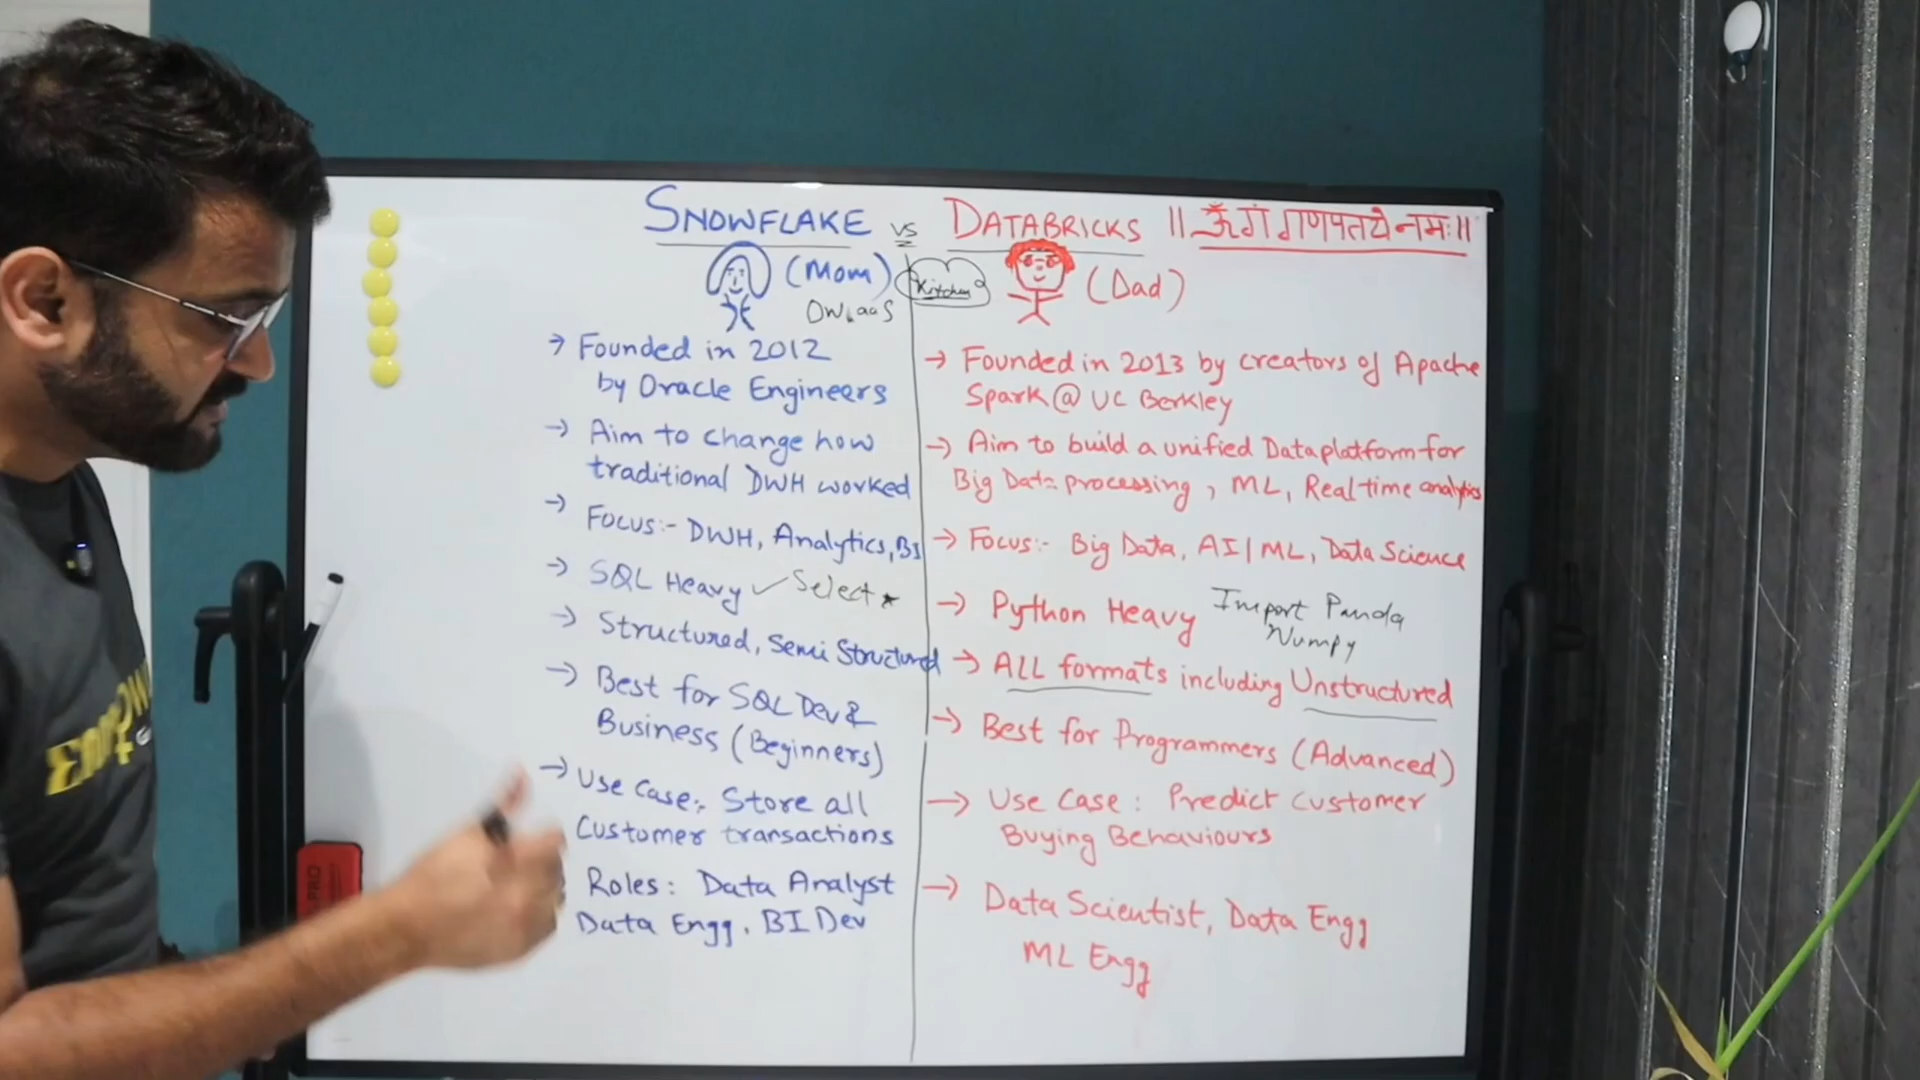 SNOWFLAKE vs DATABRICKS || ॐ गं गणपतये नमः ||
(Mom)
Kitchen
(Dad)
→ Founded in 2012
by Oracle Engineers
→ Aim to change how
traditional DWH worked
→ Focus:- DWH, Analytics, BI
→ SQL Heavy ✓ Select *
→ Structured, Semi Structured
→ Best for SQL Dev &
Business (Beginners)
→ Use Case:- Store all
Customer transactions
Roles: Data Analyst
Data Engg, BI Dev
→ Founded in 2013 by creators of Apache
Spark @ UC Berkley
→ Aim to build a unified Dataplatform for
Big Data processing, ML, Real time analytics
→ Focus:- Big Data, AI/ML, Data Science
→ Python Heavy Import Panda
Numpy
→ ALL formats including Unstructured
→ Best for Programmers (Advanced)
→ Use Case: Predict Customer
Buying Behaviours
→ Data Scientist, Data Engg
ML Engg